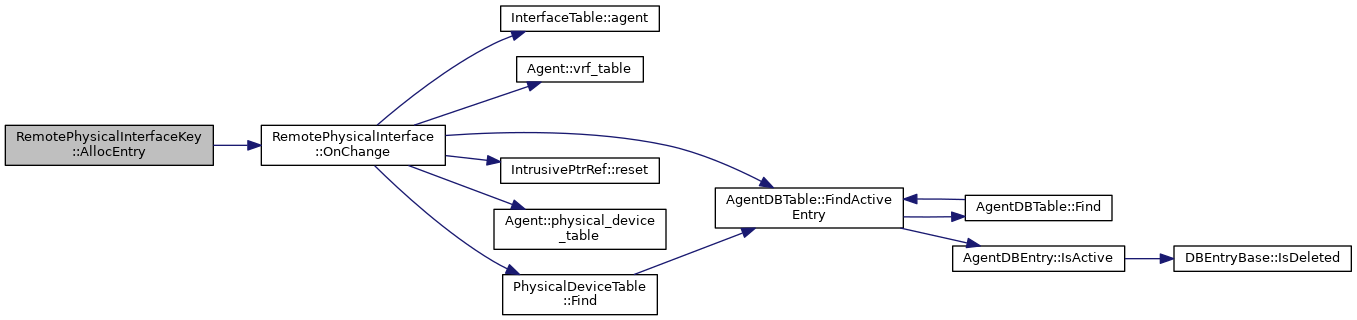 RemotePhysicalInterfaceKey
::AllocEntry
RemotePhysicalInterface
::OnChange
InterfaceTable::agent
Agent::vrf_table
IntrusivePtrRef::reset
Agent::physical_device
_table
PhysicalDeviceTable
::Find
AgentDBTable::FindActive
Entry
AgentDBTable::Find
AgentDBEntry::IsActive
DBEntryBase::IsDeleted